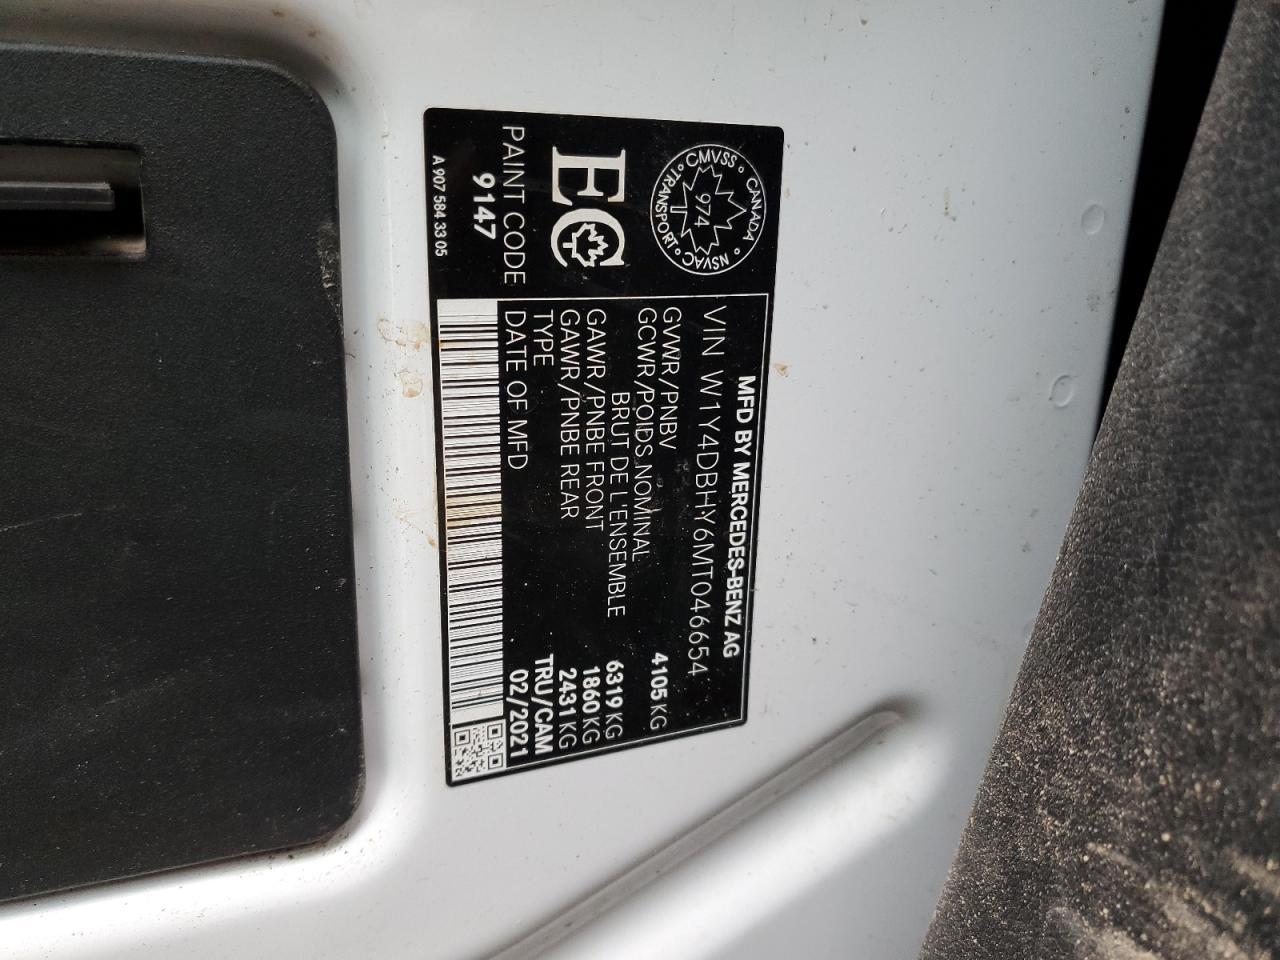 CMVSS • CANADA • NSVAC • TRANSPORT •
974
EC
PAINT CODE
9147
A 907 584 33 05
MFD BY MERCEDES-BENZ AG
VIN W1Y4DBHY6MT046654
GVWR/PNBV 4105 KG
GCWR/POIDS NOMINAL
BRUT DE L'ENSEMBLE 6319 KG
GAWR/PNBE FRONT 1860 KG
GAWR/PNBE REAR 2431 KG
TYPE TRU/CAM
DATE OF MFD 02/2021